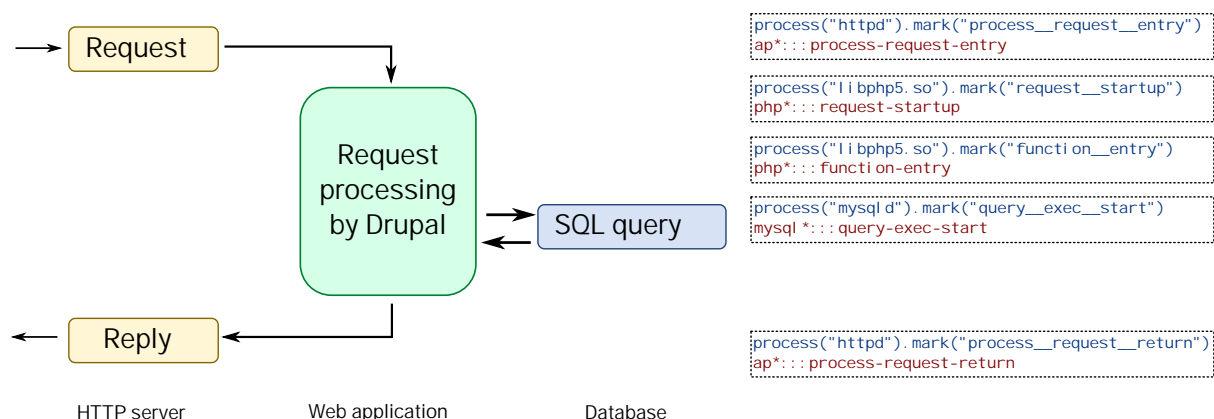 Request
Request
processing
by Drupal
SQL query
Reply
HTTP server
Web application
Database
process("httpd").mark("process__request__entry")
ap*:::process-request-entry
process("libphp5.so").mark("request__startup")
php*:::request-startup
process("libphp5.so").mark("function__entry")
php*:::function-entry
process("mysqld").mark("query__exec__start")
mysql*:::query-exec-start
process("httpd").mark("process__request__return")
ap*:::process-request-return